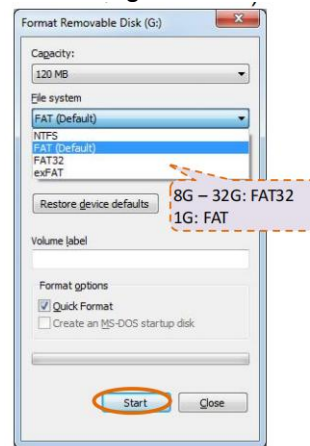 Format Removable Disk (G:)
Capacity:
120 MB
File system
FAT (Default)
NTFS
FAT (Default)
FAT32
exFAT
Restore device defaults
8G – 32G: FAT32
1G: FAT
Volume label
Format options
Quick Format
Create an MS-DOS startup disk
Start
Close